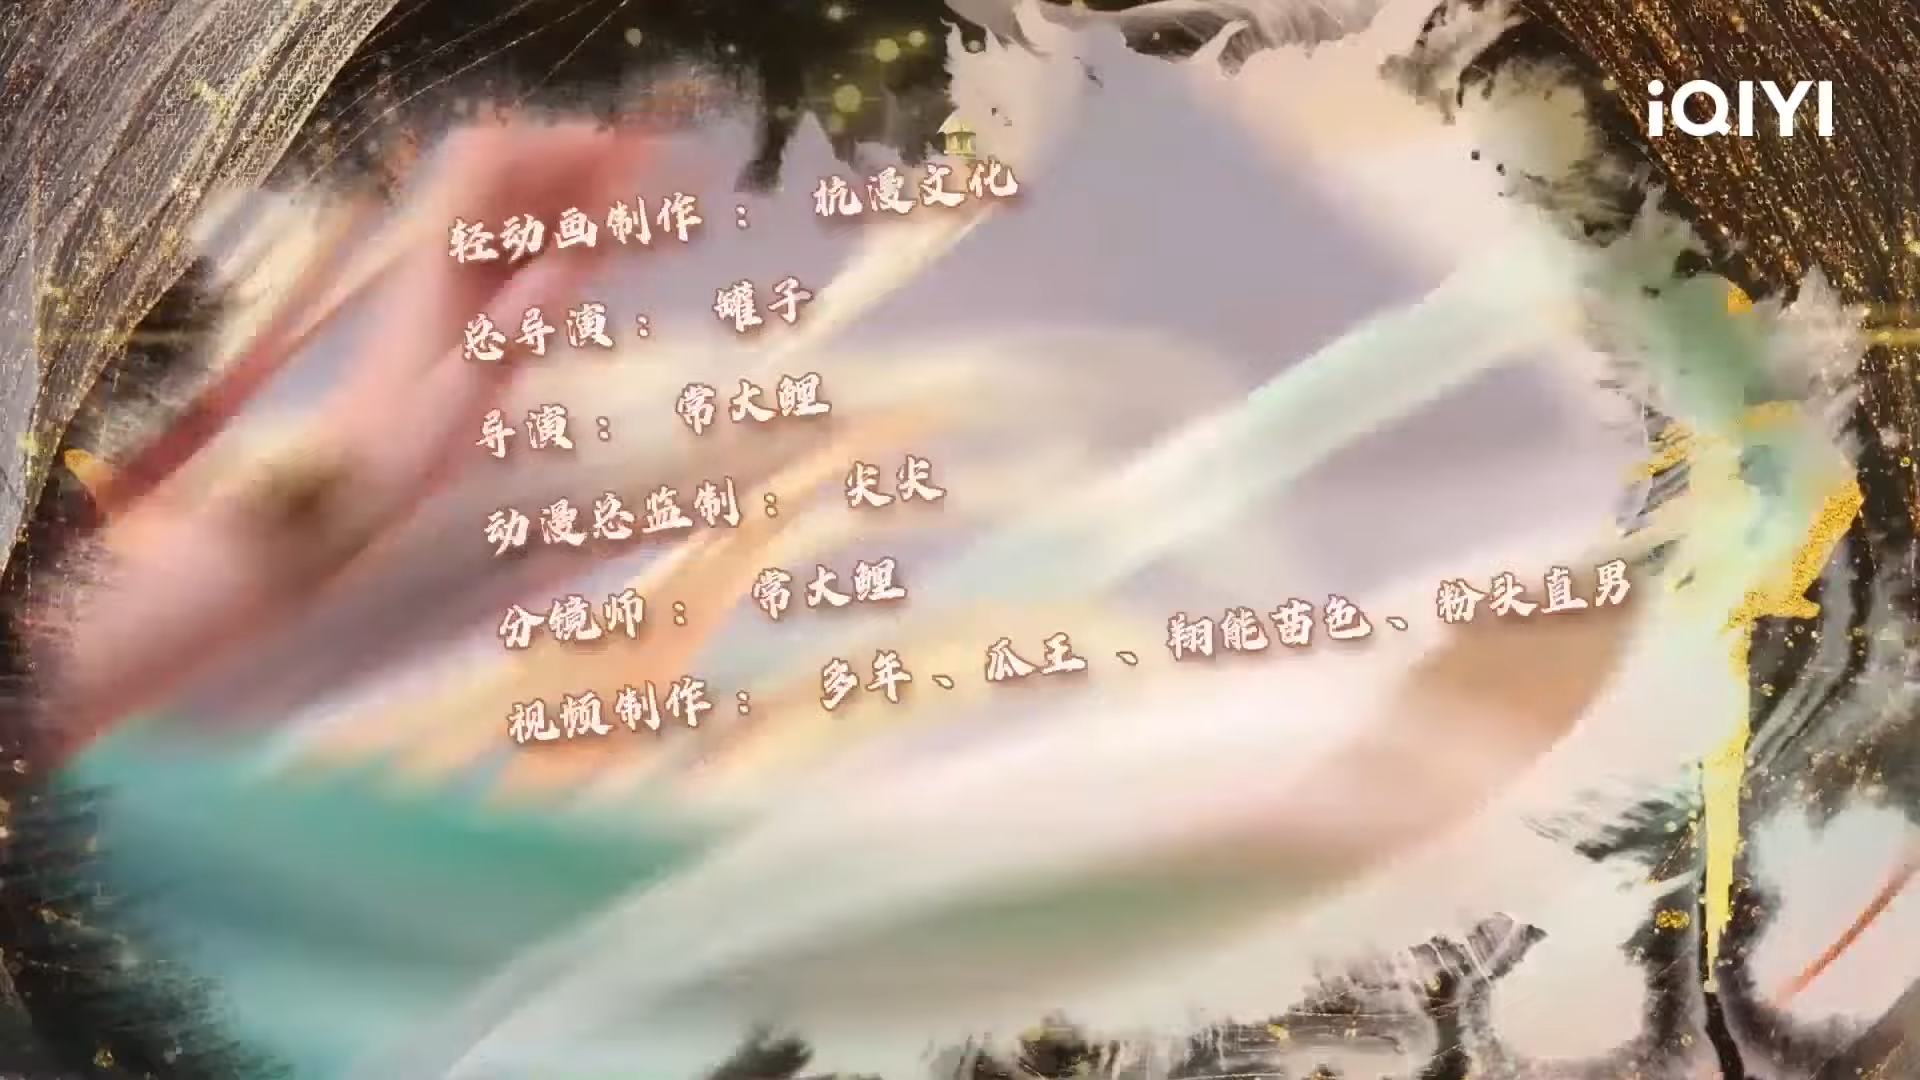 iQIYI
轻动画制作： 杭漫文化
总导演： 罐子
导演： 常大鲤
动漫总监制： 尖尖
分镜师： 常大鲤
视频制作： 多年、瓜王、翔能苗色、粉头直男